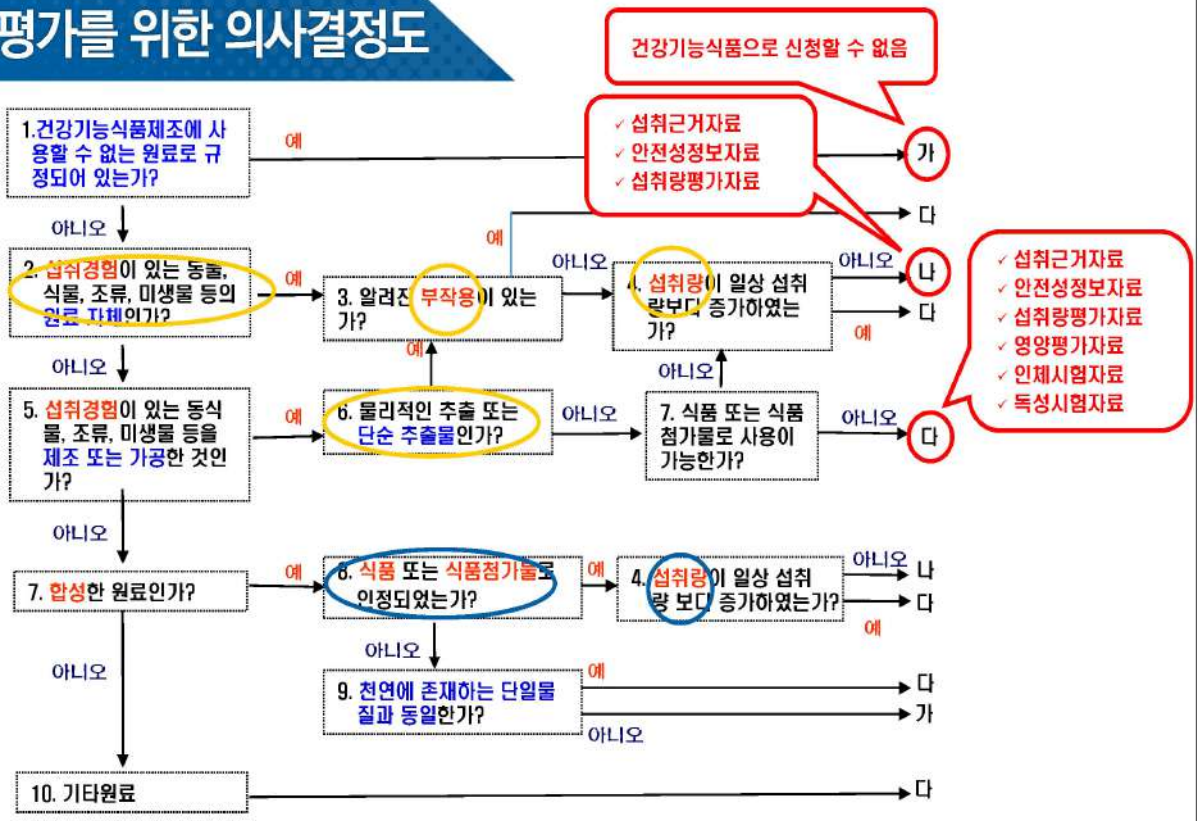 평가를 위한 의사결정도
건강기능식품으로 신청할 수 없음
1.건강기능식품제조에 사
용할 수 없는 원료로 규
정되어 있는가?
예
✓ 섭취근거자료
✓ 안전성정보자료
✓ 섭취량평가자료
가
아니오
다
2. 섭취경험이 있는 동물,
식물, 조류, 미생물 등의
원료 자체인가?
예
3. 알려진 부작용이 있는
가?
예
아니오
4. 섭취량이 일상 섭취
량보다 증가하였는
가?
아니오
나
다
예
✓ 섭취근거자료
✓ 안전성정보자료
✓ 섭취량평가자료
✓ 영양평가자료
✓ 인체시험자료
✓ 독성시험자료
아니오
예
아니오
5. 섭취경험이 있는 동식
물, 조류, 미생물 등을
제조 또는 가공한 것인
가?
예
6. 물리적인 추출 또는
단순 추출물인가?
아니오
7. 식품 또는 식품
첨가물로 사용이
가능한가?
아니오
다
아니오
7. 합성한 원료인가?
예
8. 식품 또는 식품첨가물로
인정되었는가?
예
4. 섭취량이 일상 섭취
량 보다 증가하였는가?
아니오
나
다
예
아니오
아니오
9. 천연에 존재하는 단일물
질과 동일한가?
예
다
가
아니오
10. 기타원료
다